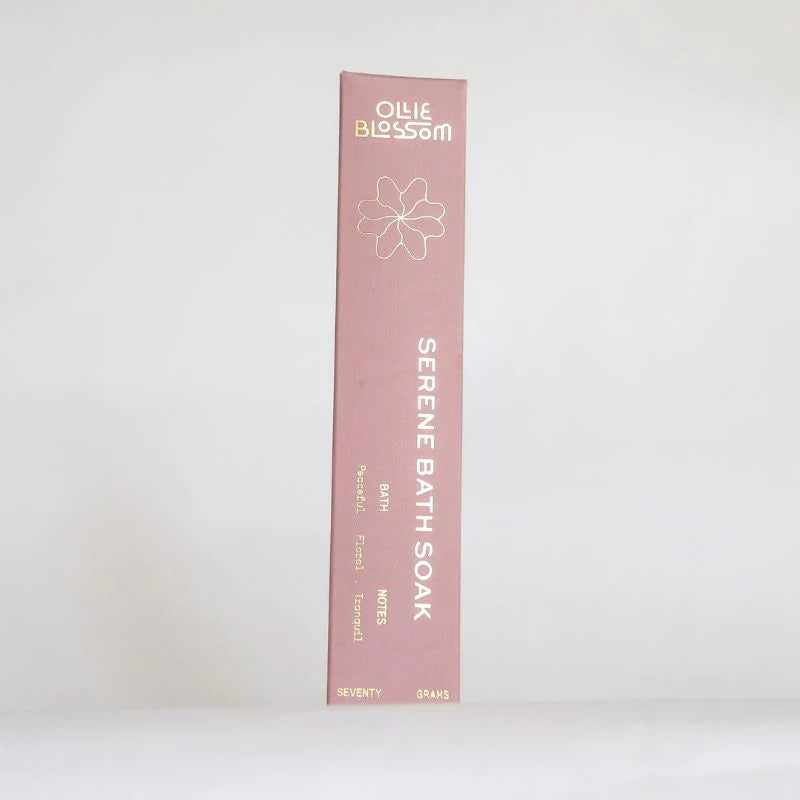 OLLIE
BLOSSOM
SERENE BATH SOAK
BATH NOTES
Peaceful . Floral . Tranquil
SEVENTY GRAMS